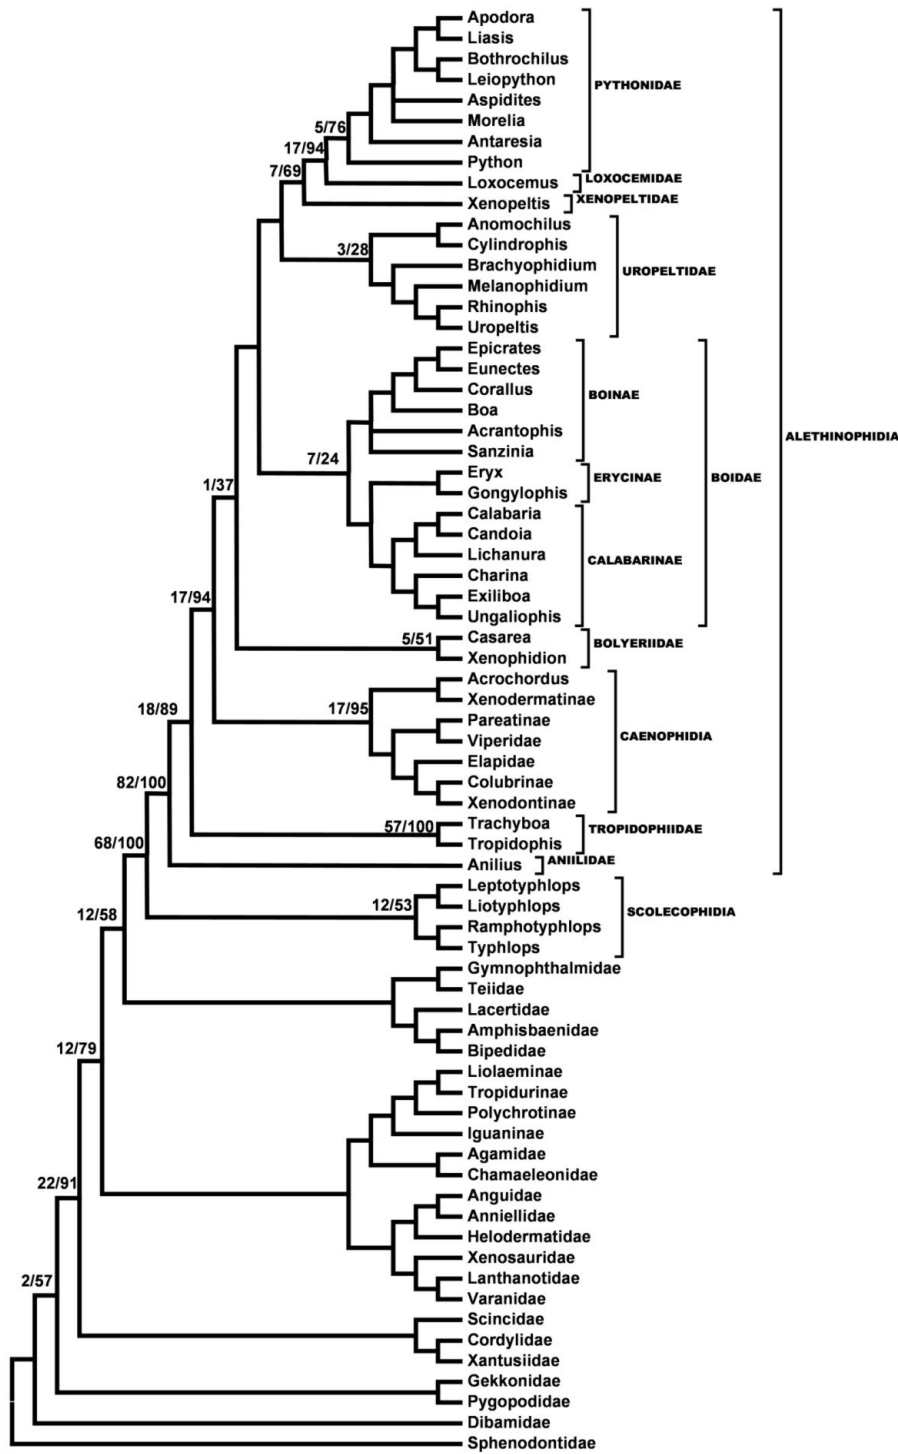 Apodora
Liasis
Bothrochilus
Leiopython
PYTHONIDAE
Aspidites
Morelia
5/76
Antaresia
17/94
Python
7/69
Loxocemus
LOXOCEMIDAE
Xenopeltis
XENOPELTIDAE
Anomochilus
3/28
Cylindrophis
Brachyophidium
UROPELTIDAE
Melanophidium
Rhinophis
Uropeltis
Epicrates
Eunectes
Corallus
BOINAE
Boa
Acrantophis
ALETHINOPHIDIA
Sanzinia
7/24
Eryx
ERYCINAE
BOIDAE
1/37
Gongylophis
Calabaria
Candoia
Lichanura
CALABARINAE
Charina
17/94
Exiliboa
Ungaliophis
5/51
Casarea
BOLYERIIDAE
Xenophidion
Acrochordus
Xenodermatinae
18/89
17/95
Pareatinae
CAENOPHIDIA
Viperidae
Elapidae
82/100
Colubrinae
Xenodontinae
57/100
Trachyboa
TROPIDOPHIIDAE
68/100
Tropidophis
Anilius
ANIILIDAE
Leptotyphlops
12/58
12/53
Liotyphlops
SCOLECOPHIDIA
Ramphotyphlops
Typhlops
Gymnophthalmidae
Teiidae
Lacertidae
Amphisbaenidae
12/79
Bipedidae
Liolaeminae
Tropidurinae
Polychrotinae
Iguaninae
Agamidae
Chamaeleonidae
22/91
Anguidae
Anniellidae
Helodermatidae
Xenosauridae
2/57
Lanthanotidae
Varanidae
Scincidae
Cordylidae
Xantusiidae
Gekkonidae
Pygopodidae
Dibamidae
Sphenodontidae